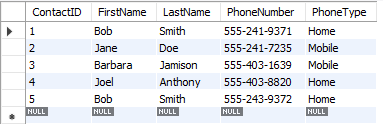 ContactID FirstName LastName PhoneNumber PhoneType
1 Bob Smith 555-241-9371 Home
2 Jane Doe 555-241-7235 Mobile
3 Barbara Jamison 555-403-1639 Mobile
4 Joel Anthony 555-403-8820 Home
5 Bob Smith 555-243-9372 Home
NULL NULL NULL NULL NULL